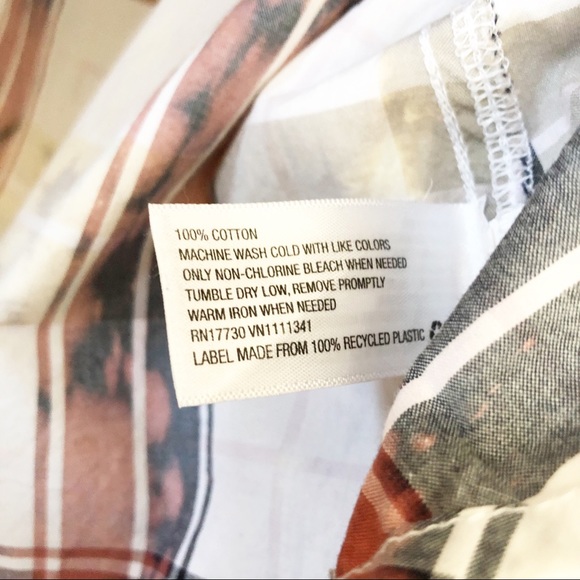 100% COTTON
MACHINE WASH COLD WITH LIKE COLORS
ONLY NON-CHLORINE BLEACH WHEN NEEDED
TUMBLE DRY LOW, REMOVE PROMPTLY
WARM IRON WHEN NEEDED
RN17730 VN1111341
LABEL MADE FROM 100% RECYCLED PLASTIC